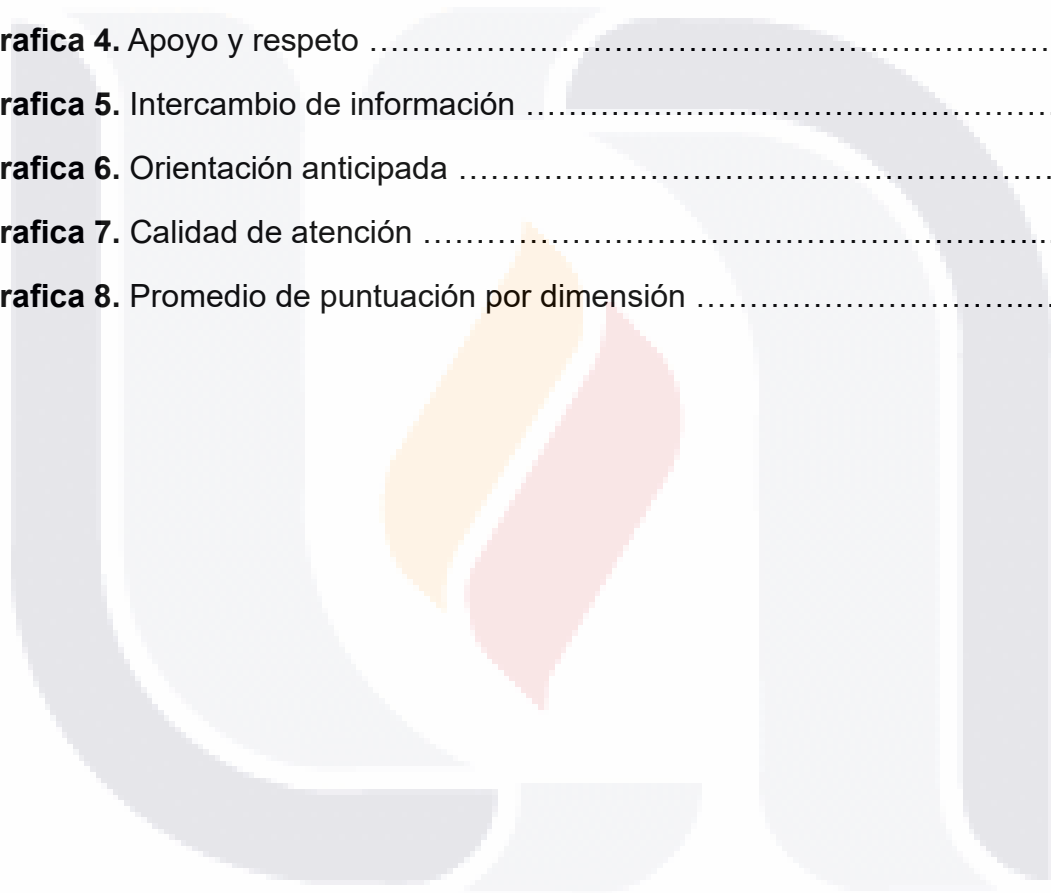 rafica 4. Apoyo y respeto ……………………………………………………………
rafica 5. Intercambio de información ……………………………………………
rafica 6. Orientación anticipada …………………………………………………
rafica 7. Calidad de atención ……………………………………………………..
rafica 8. Promedio de puntuación por dimensión …………………………...